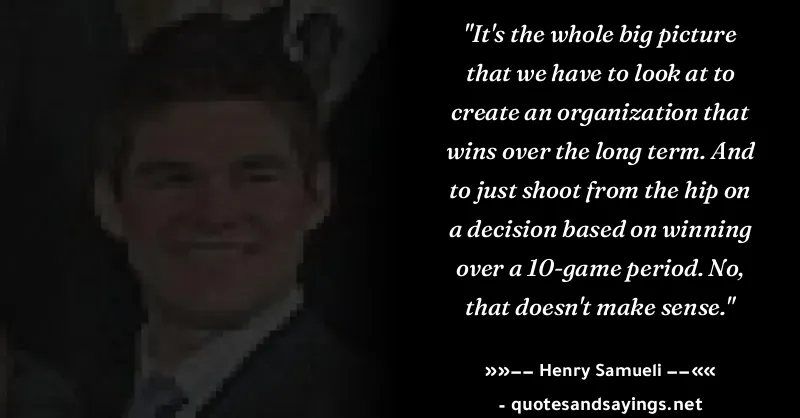 "It's the whole big picture
that we have to look at to
create an organization that
wins over the long term. And
to just shoot from the hip on
a decision based on winning
over a 10-game period. No,
that doesn't make sense."
»»−− Henry Samueli −−««
- quotesandsayings.net